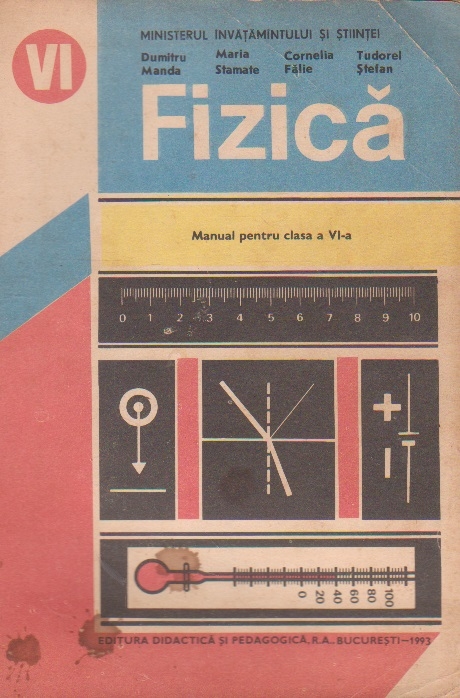 VI
MINISTERUL ÎNVĂȚĂMÎNTULUI ȘI ȘTIINȚEI
Dumitru Manda
Maria Stamate
Cornelia Fălie
Tudorel Ștefan
Fizică
Manual pentru clasa a VI-a
0 1 2 3 4 5 6 7 8 9 10
+
−
0 20 40 60 80 100
EDITURA DIDACTICĂ ȘI PEDAGOGICĂ, R.A., BUCUREȘTI—1993